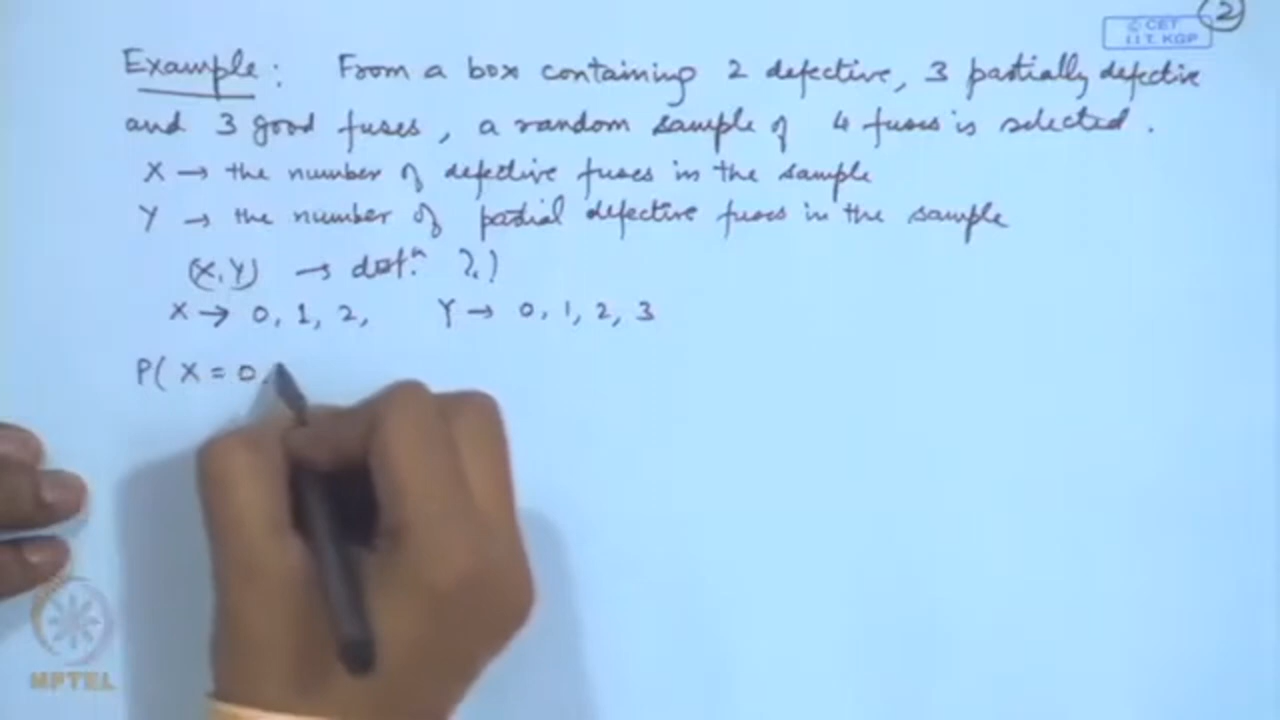 2
© CET
I.I.T. KGP
Example: From a box containing 2 defective, 3 partially defective
and 3 good fuses, a random sample of 4 fuses is selected.
X → the number of defective fuses in the sample
Y → the number of partial defective fuses in the sample
(X, Y) → dist.ⁿ ?
X → 0, 1, 2,   Y → 0, 1, 2, 3
P( X = 0,
NPTEL